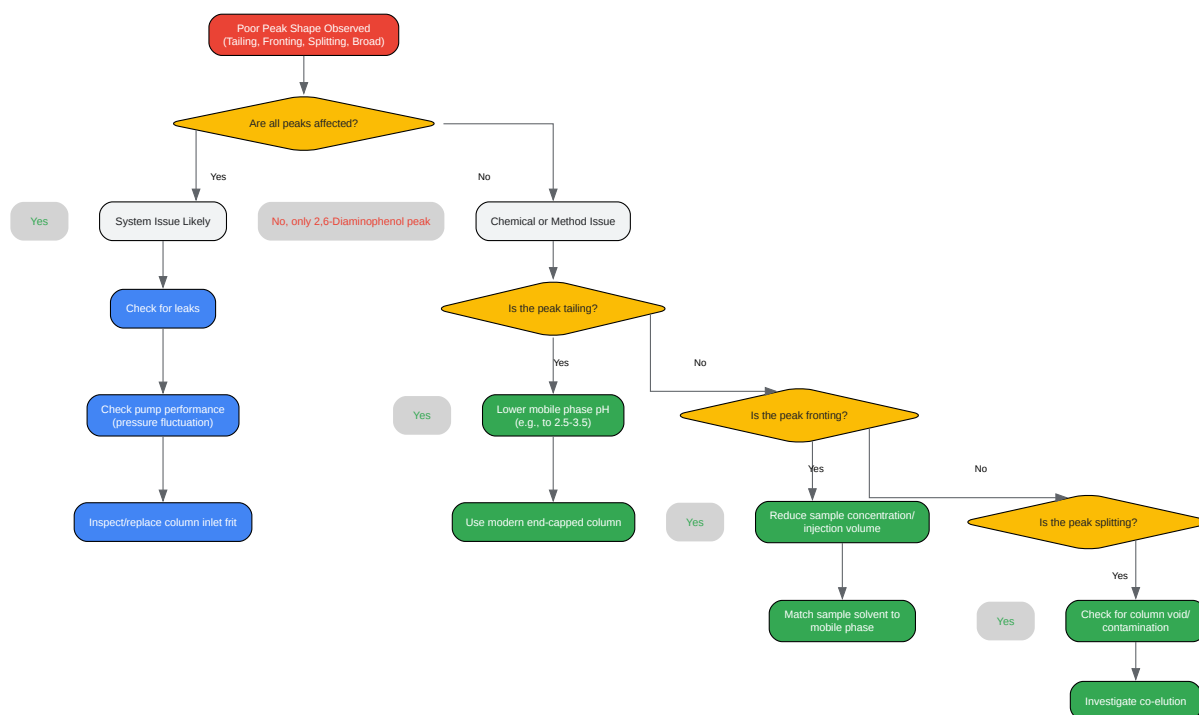 Poor Peak Shape Observed
(Tailing, Fronting, Splitting, Broad)
Are all peaks affected?
Yes
No
Yes
System Issue Likely
No, only 2,6-Diaminophenol peak
Chemical or Method Issue
Check for leaks
Is the peak tailing?
Yes
No
Check pump performance
(pressure fluctuation)
Yes
Lower mobile phase pH
(e.g., to 2.5-3.5)
Is the peak fronting?
Yes
No
Inspect/replace column inlet frit
Use modern end-capped column
Yes
Reduce sample concentration/
injection volume
Is the peak splitting?
Yes
Match sample solvent to
mobile phase
Yes
Check for column void/
contamination
Investigate co-elution